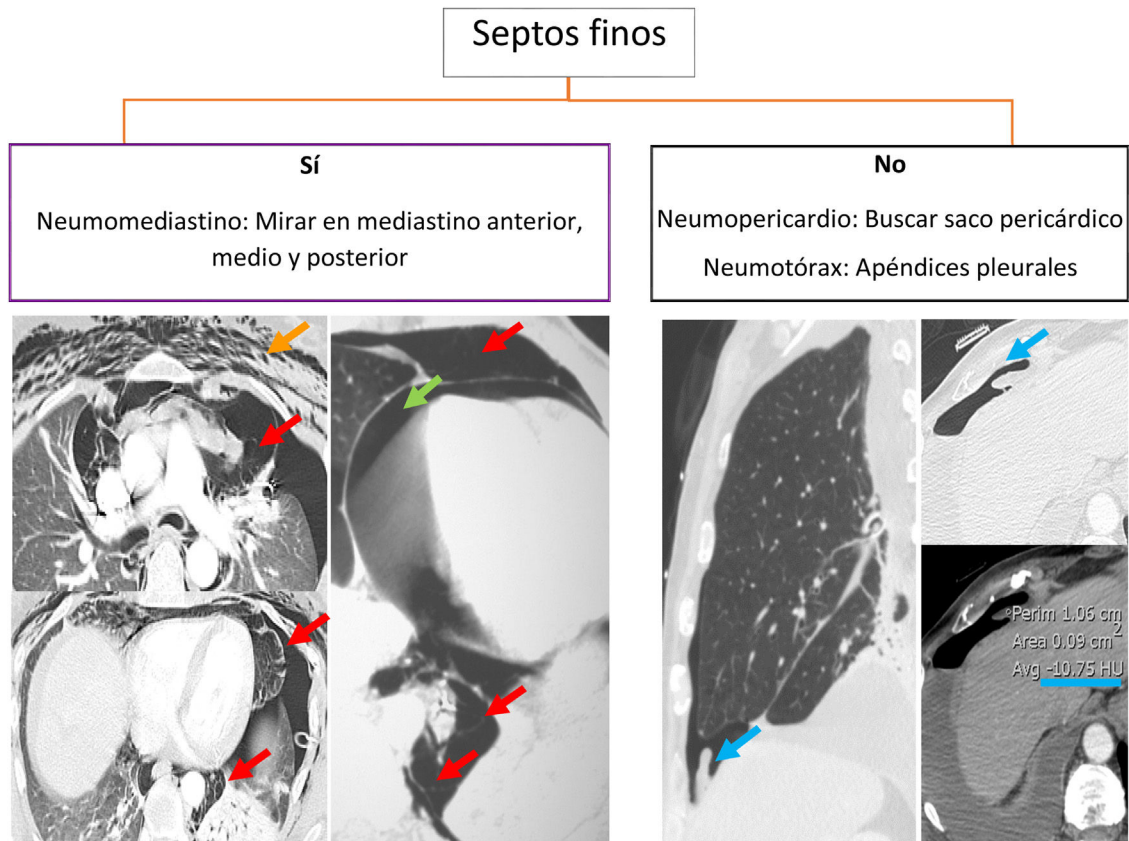 Septos finos
Sí
Neumomediastino: Mirar en mediastino anterior,
medio y posterior
No
Neumopericardio: Buscar saco pericárdico
Neumotórax: Apéndices pleurales
Perim 1.06 cm
Area 0.09 cm²
Avg -10.75 HU